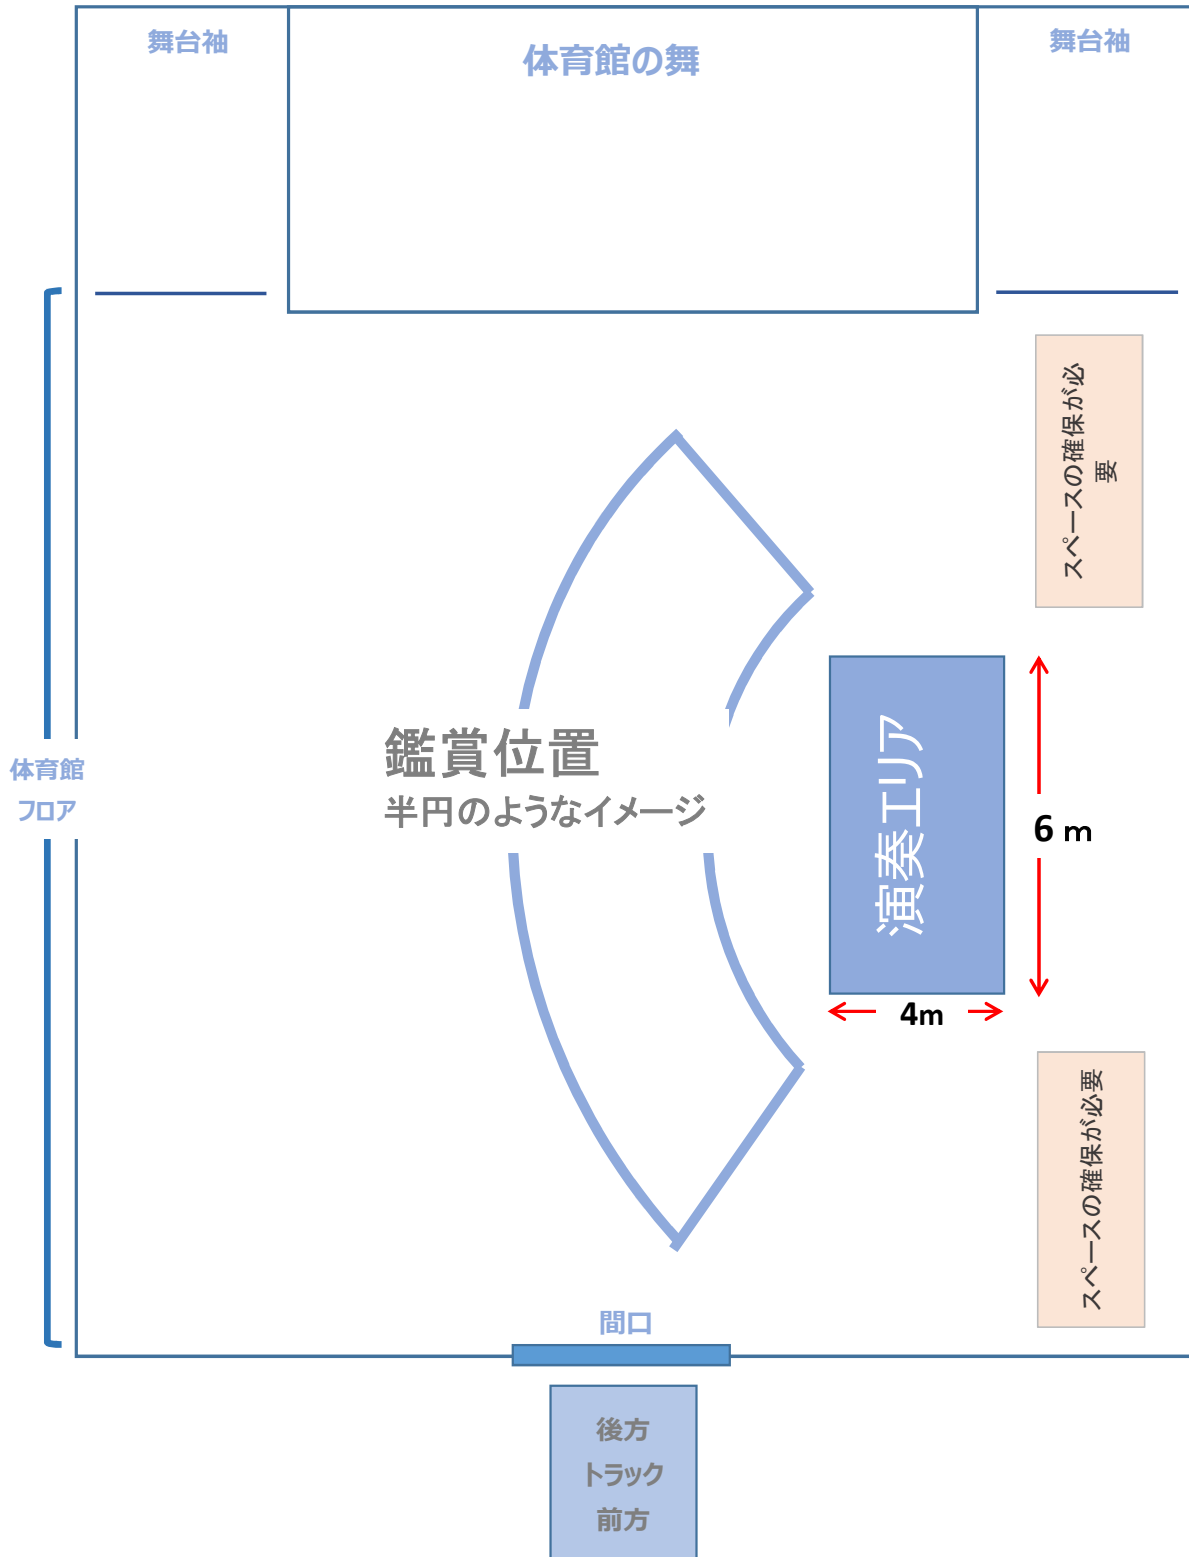 舞台袖
体育館の舞
舞台袖
スペースの確保が必
要
鑑賞位置
半円のようなイメージ
体育館
フロア
演奏エリア
6 m
4m
スペースの確保が必要
間口
後方
トラック
前方